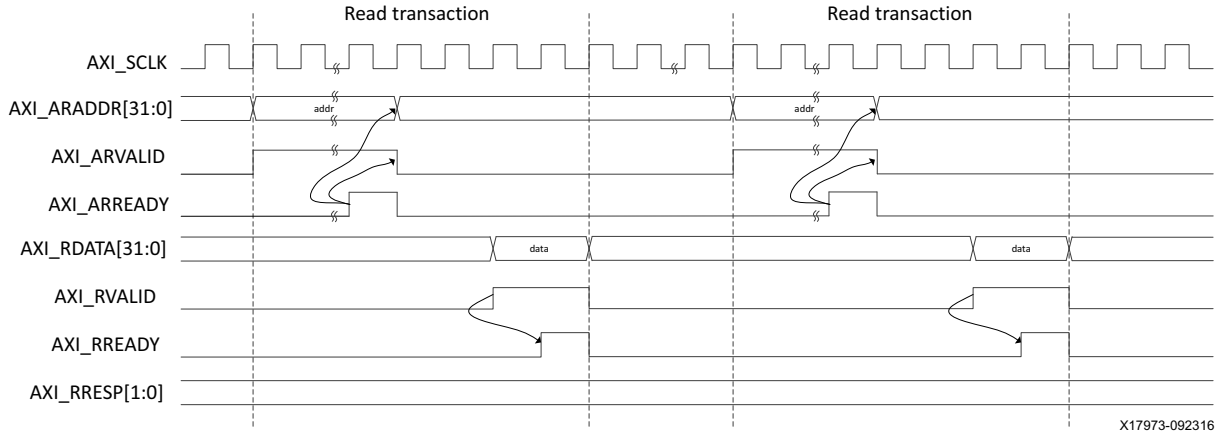 Read transaction Read transaction
AXI_SCLK
AXI_ARADDR[31:0] addr addr
AXI_ARVALID
AXI_ARREADY
AXI_RDATA[31:0] data data
AXI_RVALID
AXI_RREADY
AXI_RRESP[1:0]
X17973-092316